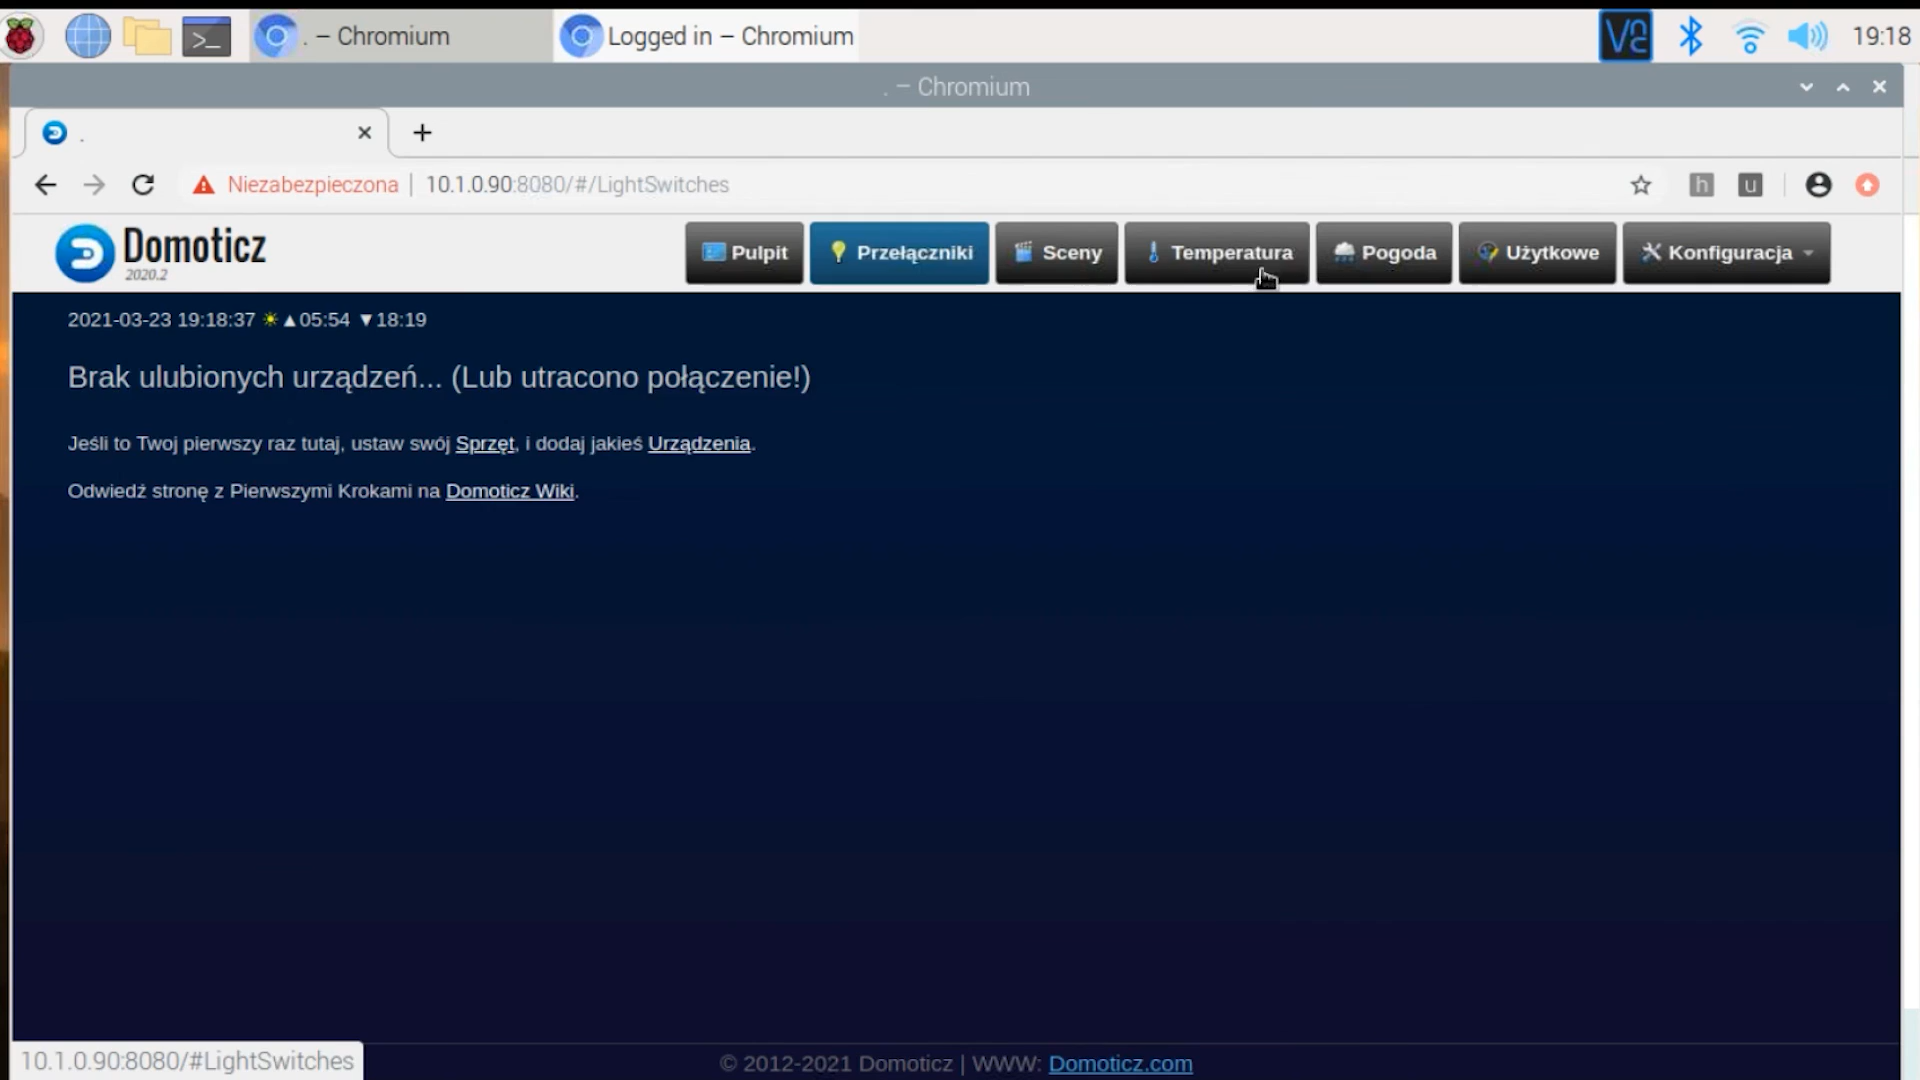 . – Chromium
Logged in – Chromium
19:18
. – Chromium
.
Niezabezpieczona | 10.1.0.90:8080/#/LightSwitches
h
u
Domoticz
2020.2
Pulpit
Przełączniki
Sceny
Temperatura
Pogoda
Użytkowe
Konfiguracja
2021-03-23 19:18:37 ☀ ▲05:54 ▼18:19
Brak ulubionych urządzeń... (Lub utracono połączenie!)
Jeśli to Twoj pierwszy raz tutaj, ustaw swój Sprzęt, i dodaj jakieś Urządzenia.
Odwiedź stronę z Pierwszymi Krokami na Domoticz Wiki.
10.1.0.90:8080/#LightSwitches
© 2012-2021 Domoticz | WWW: Domoticz.com